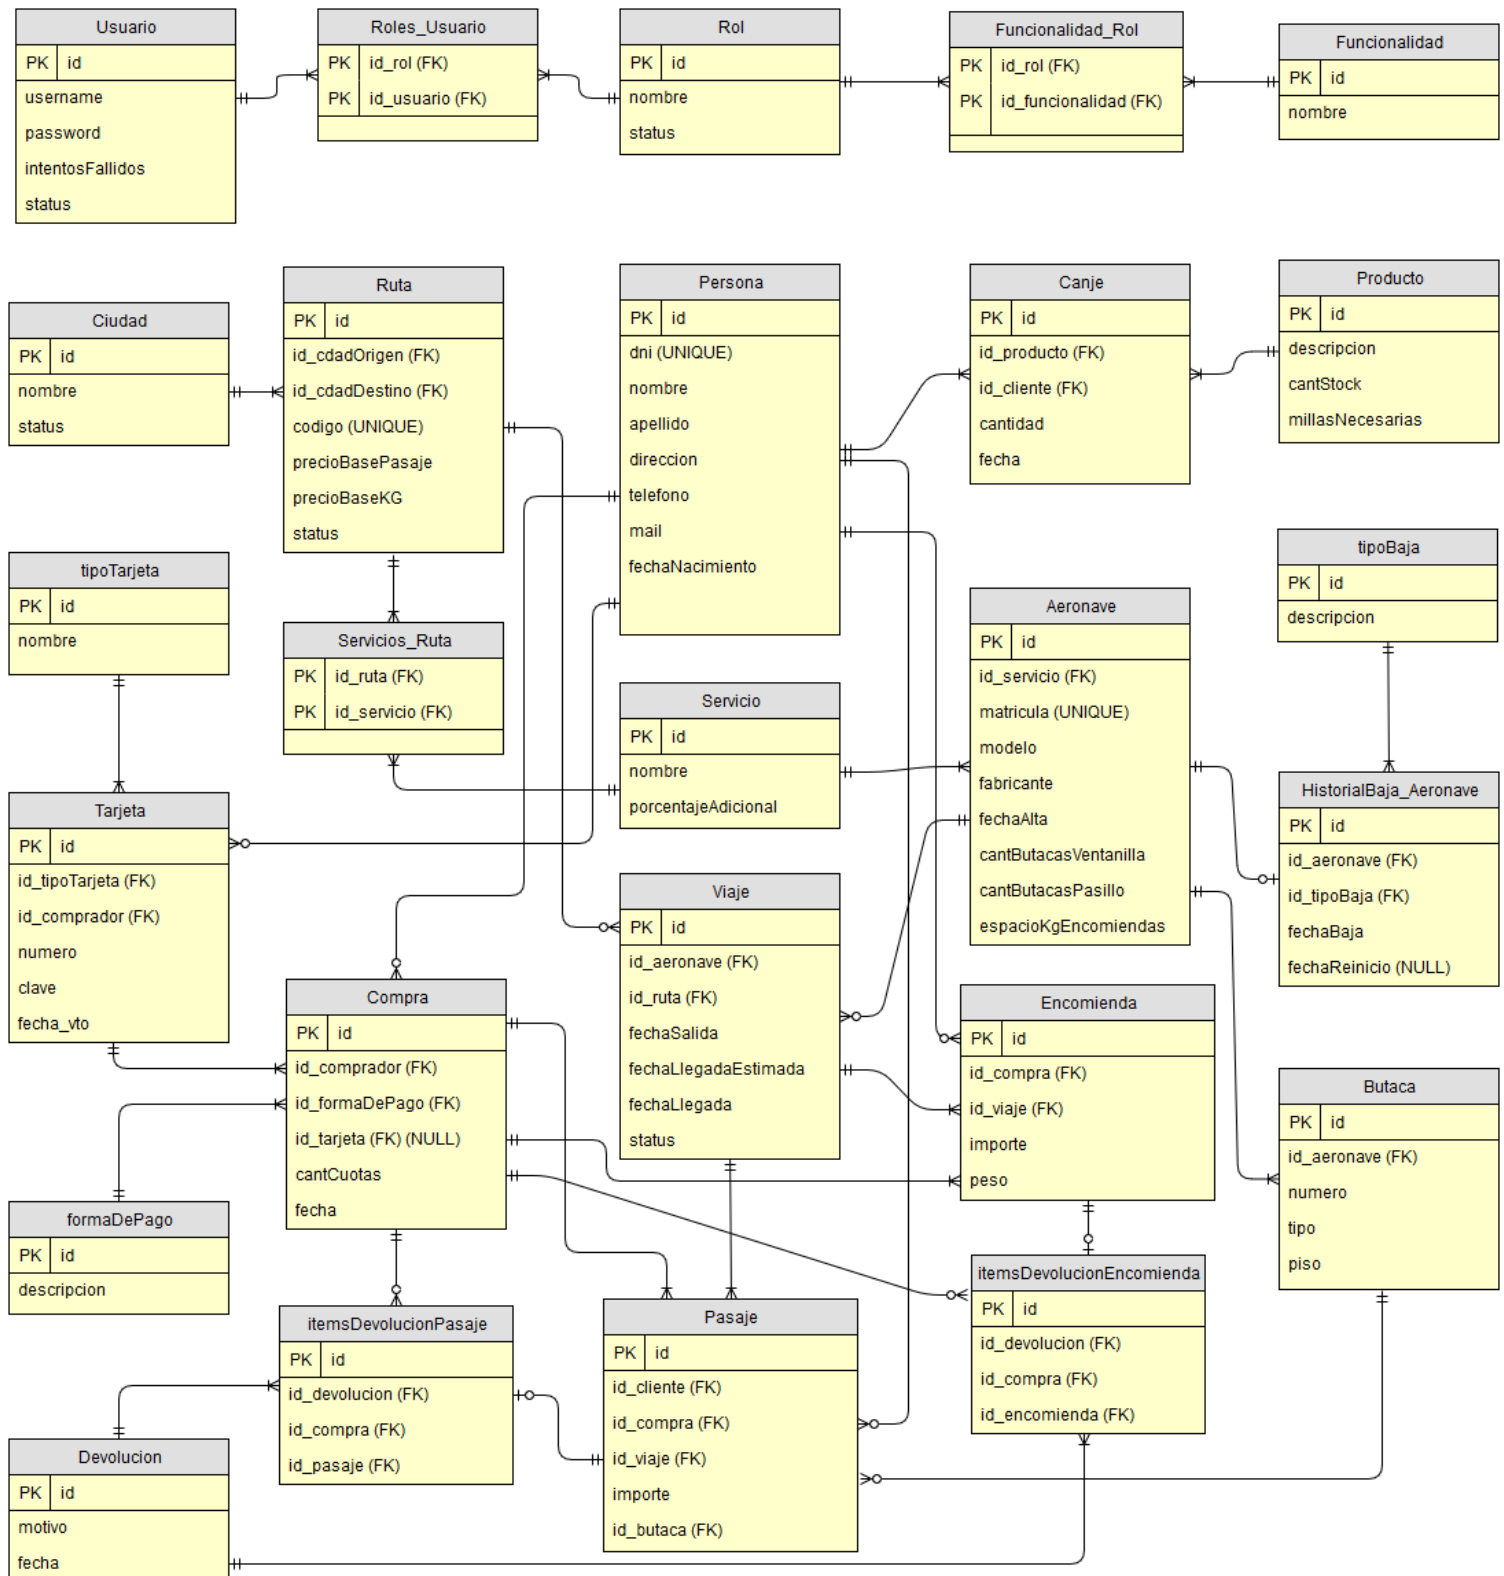 Usuario
PK id
username
password
intentosFallidos
status
Roles_Usuario
PK id_rol (FK)
PK id_usuario (FK)
Rol
PK id
nombre
status
Funcionalidad_Rol
PK id_rol (FK)
PK id_funcionalidad (FK)
Funcionalidad
PK id
nombre
Ciudad
PK id
nombre
status
Ruta
PK id
id_cdadOrigen (FK)
id_cdadDestino (FK)
codigo (UNIQUE)
precioBasePasaje
precioBaseKG
status
Persona
PK id
dni (UNIQUE)
nombre
apellido
direccion
telefono
mail
fechaNacimiento
Canje
PK id
id_producto (FK)
id_cliente (FK)
cantidad
fecha
Producto
PK id
descripcion
cantStock
millasNecesarias
tipoTarjeta
PK id
nombre
Servicios_Ruta
PK id_ruta (FK)
PK id_servicio (FK)
Servicio
PK id
nombre
porcentajeAdicional
Aeronave
PK id
id_servicio (FK)
matricula (UNIQUE)
modelo
fabricante
fechaAlta
cantButacasVentanilla
cantButacasPasillo
espacioKgEncomiendas
tipoBaja
PK id
descripcion
HistorialBaja_Aeronave
PK id
id_aeronave (FK)
id_tipoBaja (FK)
fechaBaja
fechaReinicio (NULL)
Tarjeta
PK id
id_tipoTarjeta (FK)
id_comprador (FK)
numero
clave
fecha_vto
Compra
PK id
id_comprador (FK)
id_formaDePago (FK)
id_tarjeta (FK) (NULL)
cantCuotas
fecha
Viaje
PK id
id_aeronave (FK)
id_ruta (FK)
fechaSalida
fechaLlegadaEstimada
fechaLlegada
status
Encomienda
PK id
id_compra (FK)
id_viaje (FK)
importe
peso
Butaca
PK id
id_aeronave (FK)
numero
tipo
piso
formaDePago
PK id
descripcion
itemsDevolucionPasaje
PK id
id_devolucion (FK)
id_compra (FK)
id_pasaje (FK)
Pasaje
PK id
id_cliente (FK)
id_compra (FK)
id_viaje (FK)
importe
id_butaca (FK)
itemsDevolucionEncomienda
PK id
id_devolucion (FK)
id_compra (FK)
id_encomienda (FK)
Devolucion
PK id
motivo
fecha